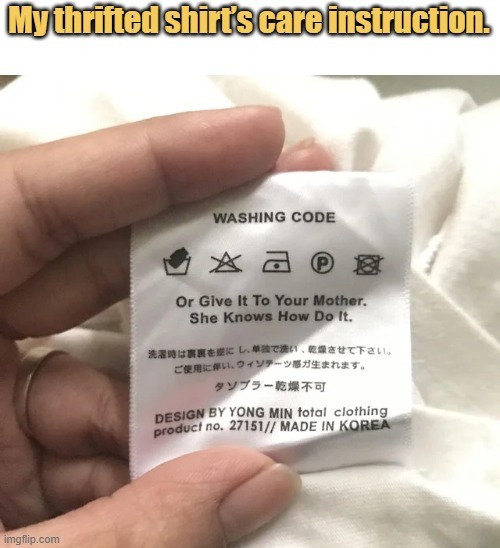 My thrifted shirt's care instruction.
WASHING CODE
P
Or Give It To Your Mother.
She Knows How Do It.
洗濯時は裏裏を逆にし、単独で洗い、乾燥させて下さい。
ご使用に伴い、ウィンテーツ感ガ生まれます。
タソブラー乾燥不可
DESIGN BY YONG MIN total clothing
product no. 27151// MADE IN KOREA
imgflip.com